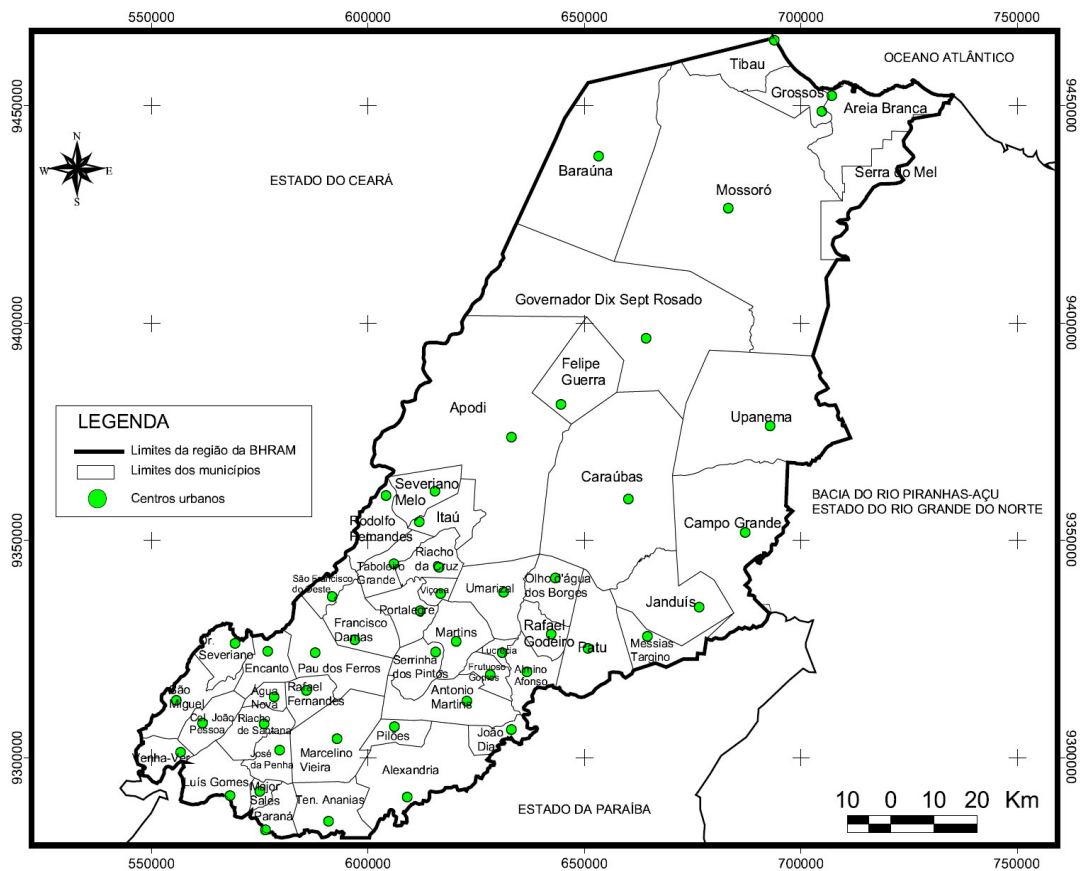 550000
600000
650000
700000
750000
OCEANO ATLÂNTICO
Tibau
Grossos
Areia Branca
9450000
9450000
N
W
E
S
ESTADO DO CEARÁ
Baraúna
Serra do Mel
Mossoró
Governador Dix Sept Rosado
9400000
9400000
Felipe
Guerra
Apodi
Upanema
LEGENDA
Limites da região da BHRAM
Limites dos municípios
Centros urbanos
Caraúbas
Severiano
Melo
BACIA DO RIO PIRANHAS-AÇU
ESTADO DO RIO GRANDE DO NORTE
Itaú
Rodolfo
Fernandes
Campo Grande
9350000
9350000
Riacho
da Cruz
Taboleiro
Grande
São Francisco
do Oeste
Viçosa
Umarizal
Olho d'água
dos Borges
Portalegre
Janduís
Francisco
Dantas
Martins
Rafael
Godeiro
Patu
Messias
Targino
Dr.
Severiano
Encanto
Pau dos Ferros
Serrinha
dos Pintos
Lucrécia
Frutuoso
Gomes
Almino
Afonso
São
Miguel
Água
Nova
Rafael
Fernandes
Antonio
Martins
Cel. João
Pessoa
Riacho
de Santana
Pilões
João
Dias
Venha-Ver
José
da Penha
Marcelino
Vieira
9300000
9300000
Alexandria
Luís Gomes
Major
Sales
Paraná
Ten. Ananias
ESTADO DA PARAÍBA
10 0 10 20 Km
550000
600000
650000
700000
750000